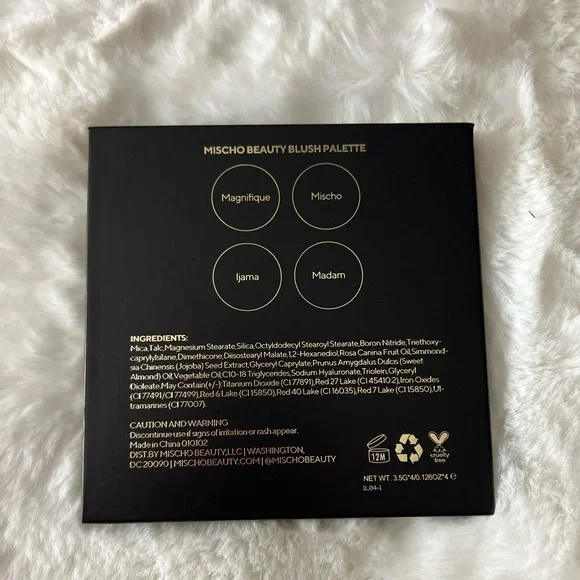 MISCHO BEAUTY BLUSH PALETTE
Magnifique
Mischo
Ijama
Madam
INGREDIENTS:
Mica,Talc,Magnesium Stearate,Silica,Octyldodecyl Stearoyl Stearate,Boron Nitride,Triethoxy-
caprylylsilane,Dimethicone,Diisostearyl Malate,1,2-Hexanediol,Rosa Canina Fruit Oil,Simmond-
sia Chinensis (Jojoba) Seed Extract,Glyceryl Caprylate,Prunus Amygdalus Dulcis (Sweet
Almond) Oil,Vegetable Oil,C10-18 Triglycerides,Sodium Hyaluronate,Triolein,Glyceryl
Dioleate.May Contain(+/-):Titanium Dioxide (CI 77891),Red 27 Lake (CI 45410:2),Iron Oxides
(CI 77491/CI 77499),Red 6 Lake (CI 15850),Red 40 Lake (CI 16035),Red 7 Lake (CI 15850),Ul-
tramarines (CI 77007).
CAUTION AND WARNING
Discontinue use if signs of irritation or rash appear.
Made in China 010102
DIST.BY MISCHO BEAUTY,LLC | WASHINGTON,
DC 20090 | MISCHOBEAUTY.COM | @MISCHOBEAUTY
12M
cruelty
free
NET WT. 3.5G*4/0.126OZ*4 ℮
1L04-1